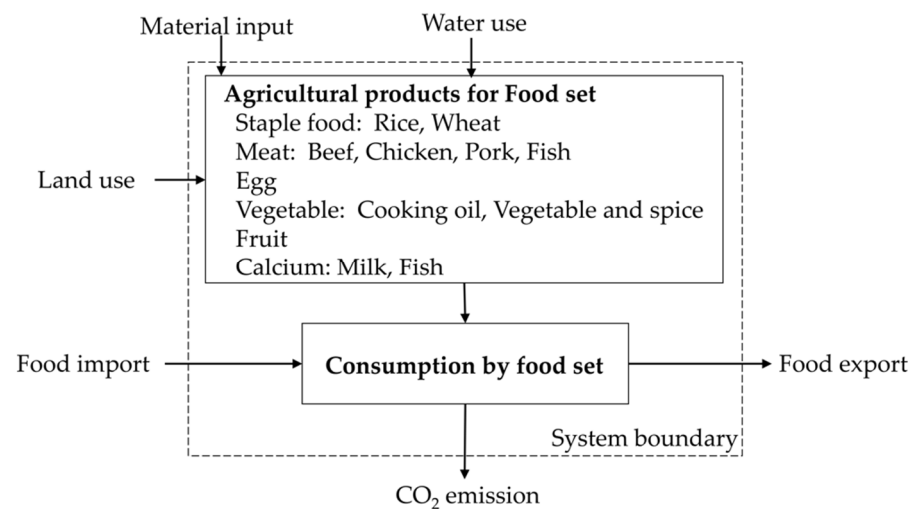 Material input
Water use
Agricultural products for Food set
Staple food: Rice, Wheat
Meat: Beef, Chicken, Pork, Fish
Land use
Egg
Vegetable: Cooking oil, Vegetable and spice
Fruit
Calcium: Milk, Fish
Food import
Consumption by food set
Food export
System boundary
CO₂ emission